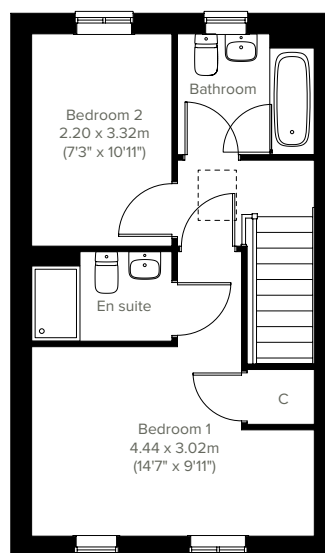 Bedroom 2
2.20 x 3.32m
(7'3" x 10'11")
Bathroom
En suite
C
Bedroom 1
4.44 x 3.02m
(14'7" x 9'11")